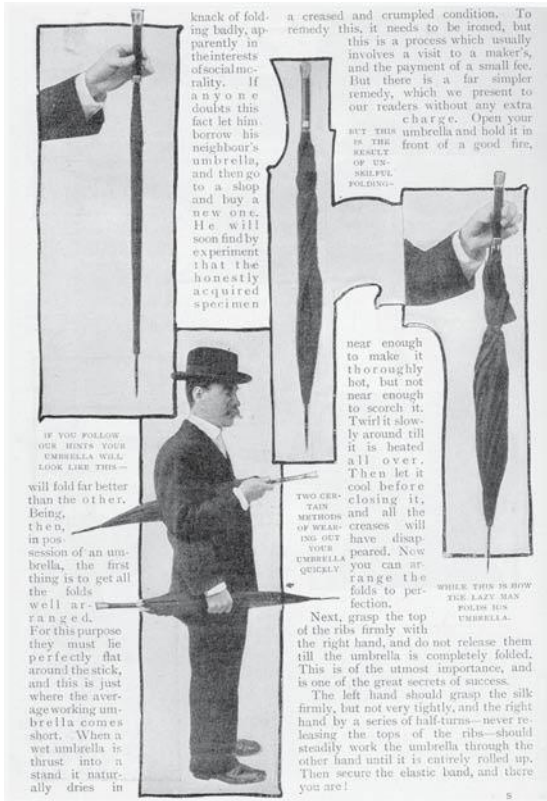 knack of fold-
ing badly, ap-
parently in
the interests
of social mo-
rality. If
anyone
doubts this
fact let him
borrow his
neighbour's
umbrella,
and then go
to a shop
and buy a
new one.
He will
soon find by
experiment
that the
honestly
acquired
specimen
IF YOU FOLLOW
OUR HINTS YOUR
UMBRELLA WILL
LOOK LIKE THIS—
will fold far better
than the other.
Being,
then,
in pos-
session of an um-
brella, the first
thing is to get all
the folds
well ar-
ranged.
For this purpose
they must lie
perfectly flat
around the stick,
and this is just
where the aver-
age working um-
brella comes
short. When a
wet umbrella is
thrust into a
stand it natur-
ally dries in
a creased and crumpled condition. To
remedy this, it needs to be ironed, but
this is a process which usually
involves a visit to a maker's,
and the payment of a small fee.
But there is a far simpler
remedy, which we present to
our readers without any extra
charge. Open your
umbrella and hold it in
front of a good fire,
BUT THIS
IS THE
RESULT
OF UN-
SKILFUL
FOLDING—
near enough
to make it
thoroughly
hot, but not
near enough
to scorch it.
Twirl it slow-
ly around till
it is heated
all over.
Then let it
cool before
closing it,
and all the
creases will
have disap-
peared. Now
you can ar-
range the
folds to per-
fection.
TWO CER-
TAIN
METHODS
OF WEAR-
ING OUT
YOUR
UMBRELLA
QUICKLY
WHILE THIS IS HOW
THE LAZY MAN
FOLDS HIS
UMBRELLA.
Next, grasp the top
of the ribs firmly with
the right hand, and do not release them
till the umbrella is completely folded.
This is of the utmost importance, and
is one of the great secrets of success.
The left hand should grasp the silk
firmly, but not very tightly, and the right
hand by a series of half-turns—never re-
leasing the tops of the ribs—should
steadily work the umbrella through the
other hand until it is entirely rolled up.
Then secure the elastic band, and there
you are!
S